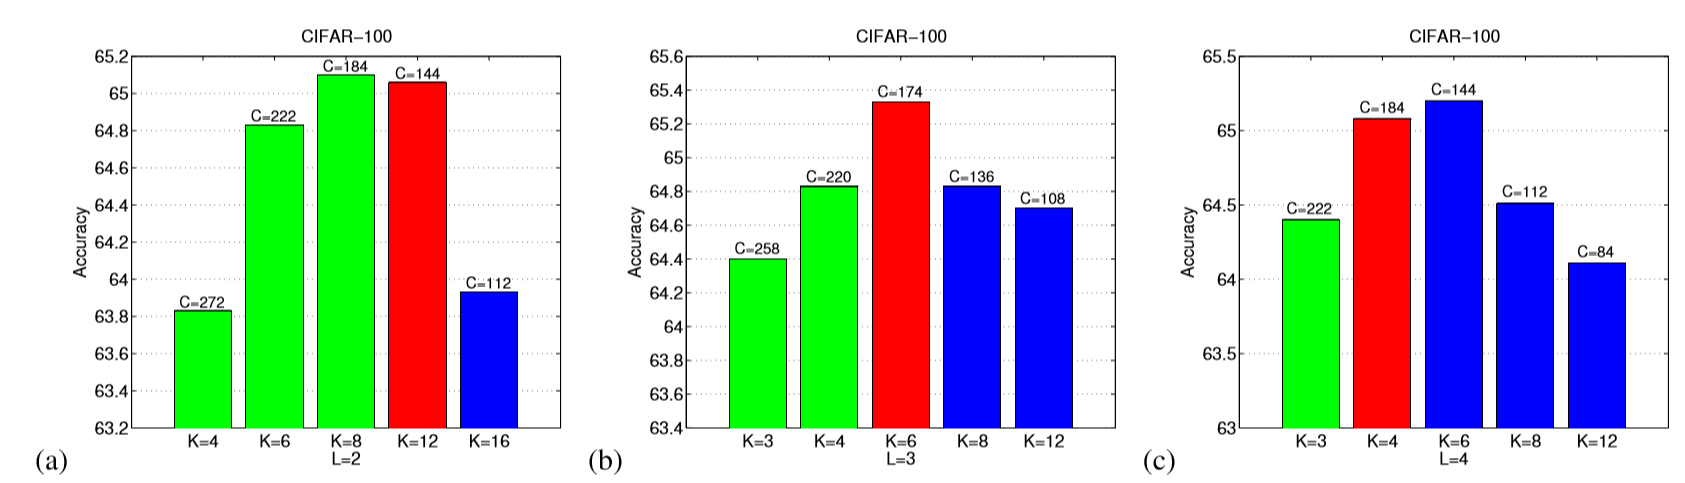 CIFAR−100
65.2
65
64.8
64.6
64.4
64.2
64
63.8
63.6
63.4
63.2
Accuracy
C=272
C=222
C=184
C=144
C=112
K=4 K=6 K=8 K=12 K=16
L=2
(a)
CIFAR−100
65.6
65.4
65.2
65
64.8
64.6
64.4
64.2
64
63.8
63.6
63.4
Accuracy
C=258
C=220
C=174
C=136
C=108
K=3 K=4 K=6 K=8 K=12
L=3
(b)
CIFAR−100
65.5
65
64.5
64
63.5
63
Accuracy
C=222
C=184
C=144
C=112
C=84
K=3 K=4 K=6 K=8 K=12
L=4
(c)